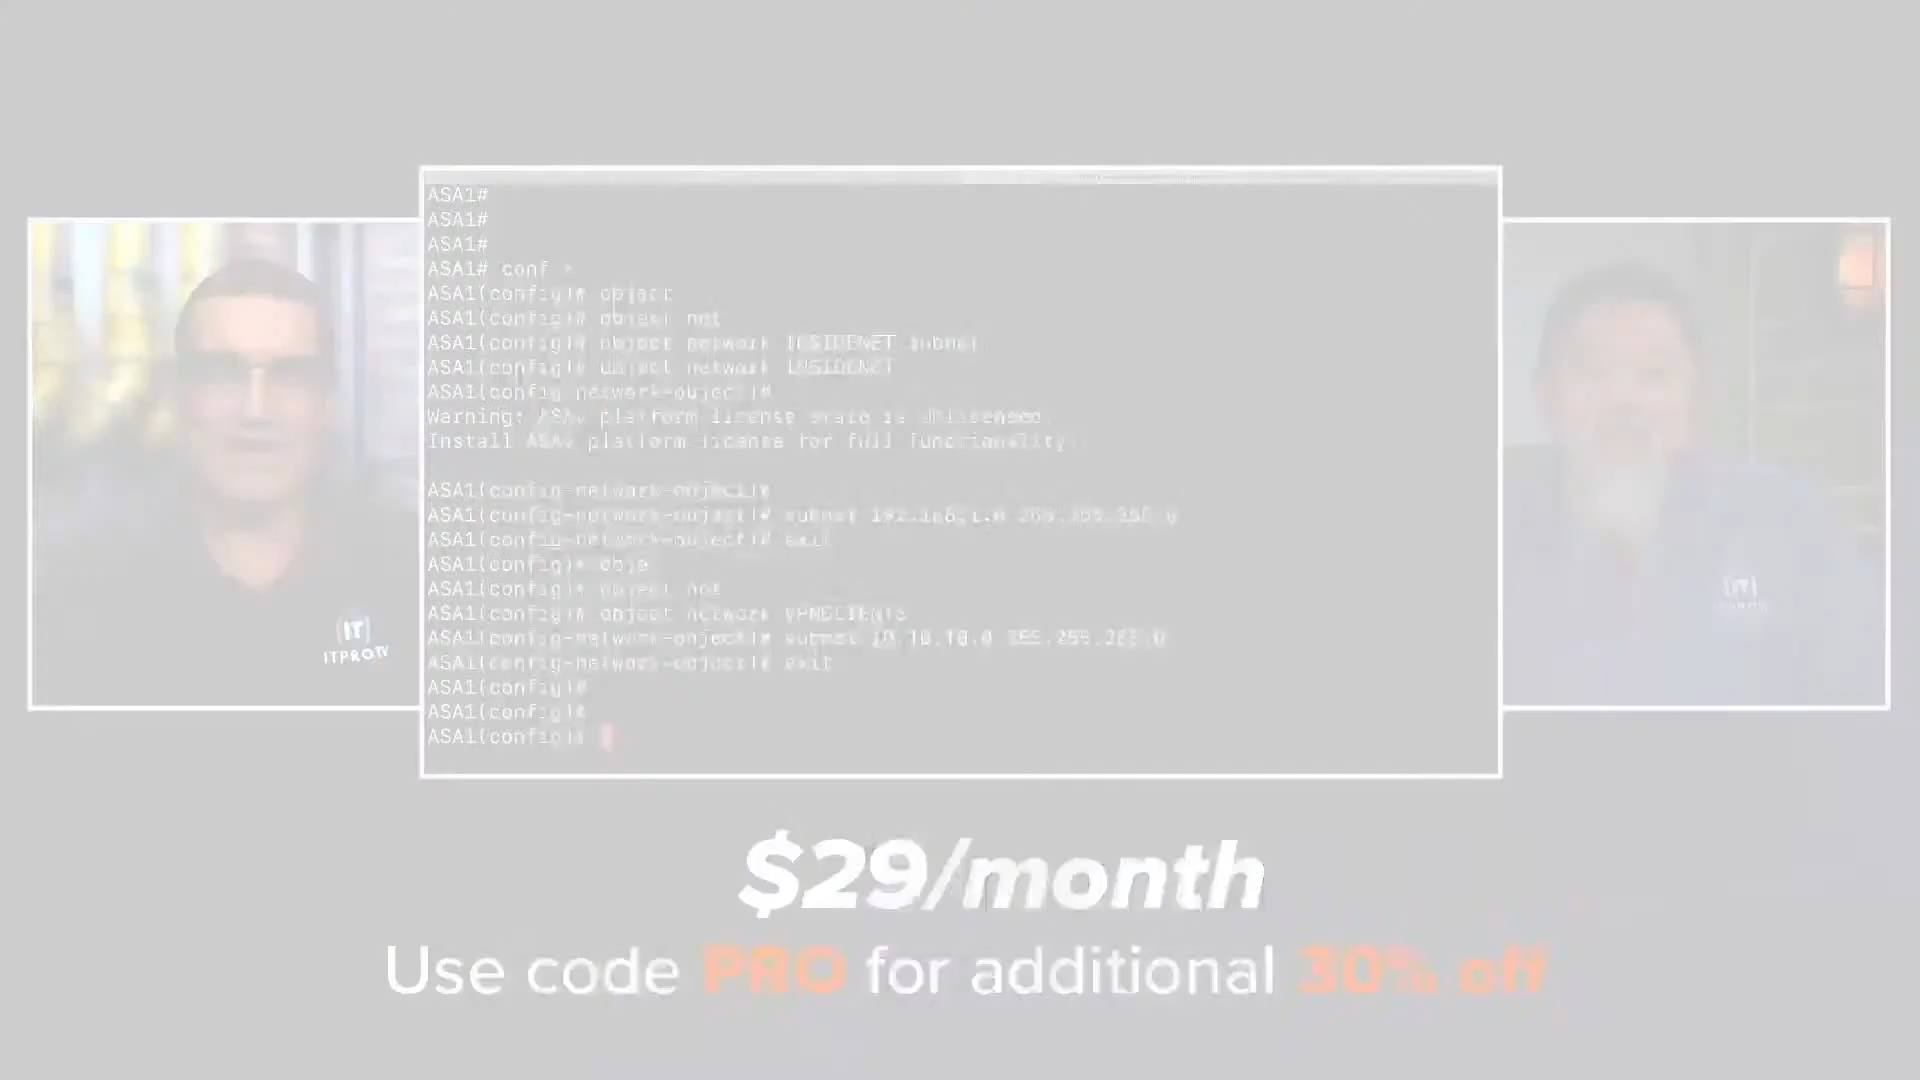 ASA1#
ASA1#
ASA1#
ASA1# conf
ASA1(config)# object
ASA1(config)# object net
ASA1(config)# object network INSIDENET subnet
ASA1(config)# object network INSIDENET
ASA1(config-network-object)#
Warning: ASAv platform license state is Unlicensed.
Install ASAv platform license for full functionality.
ASA1(config-network-object)#
ASA1(config-network-object)# subnet 192.168.1.0 255.255.255.0
ASA1(config-network-object)# exit
ASA1(config)# obje
ASA1(config)# object net
ASA1(config)# object network VPNCLIENTS
ASA1(config-network-object)# subnet 10.10.10.0 255.255.255.0
ASA1(config-network-object)# exit
ASA1(config)#
ASA1(config)#
ASA1(config)#
(IT)
ITPROTV
(IT)
$29/month
Use code PRO for additional 30% off